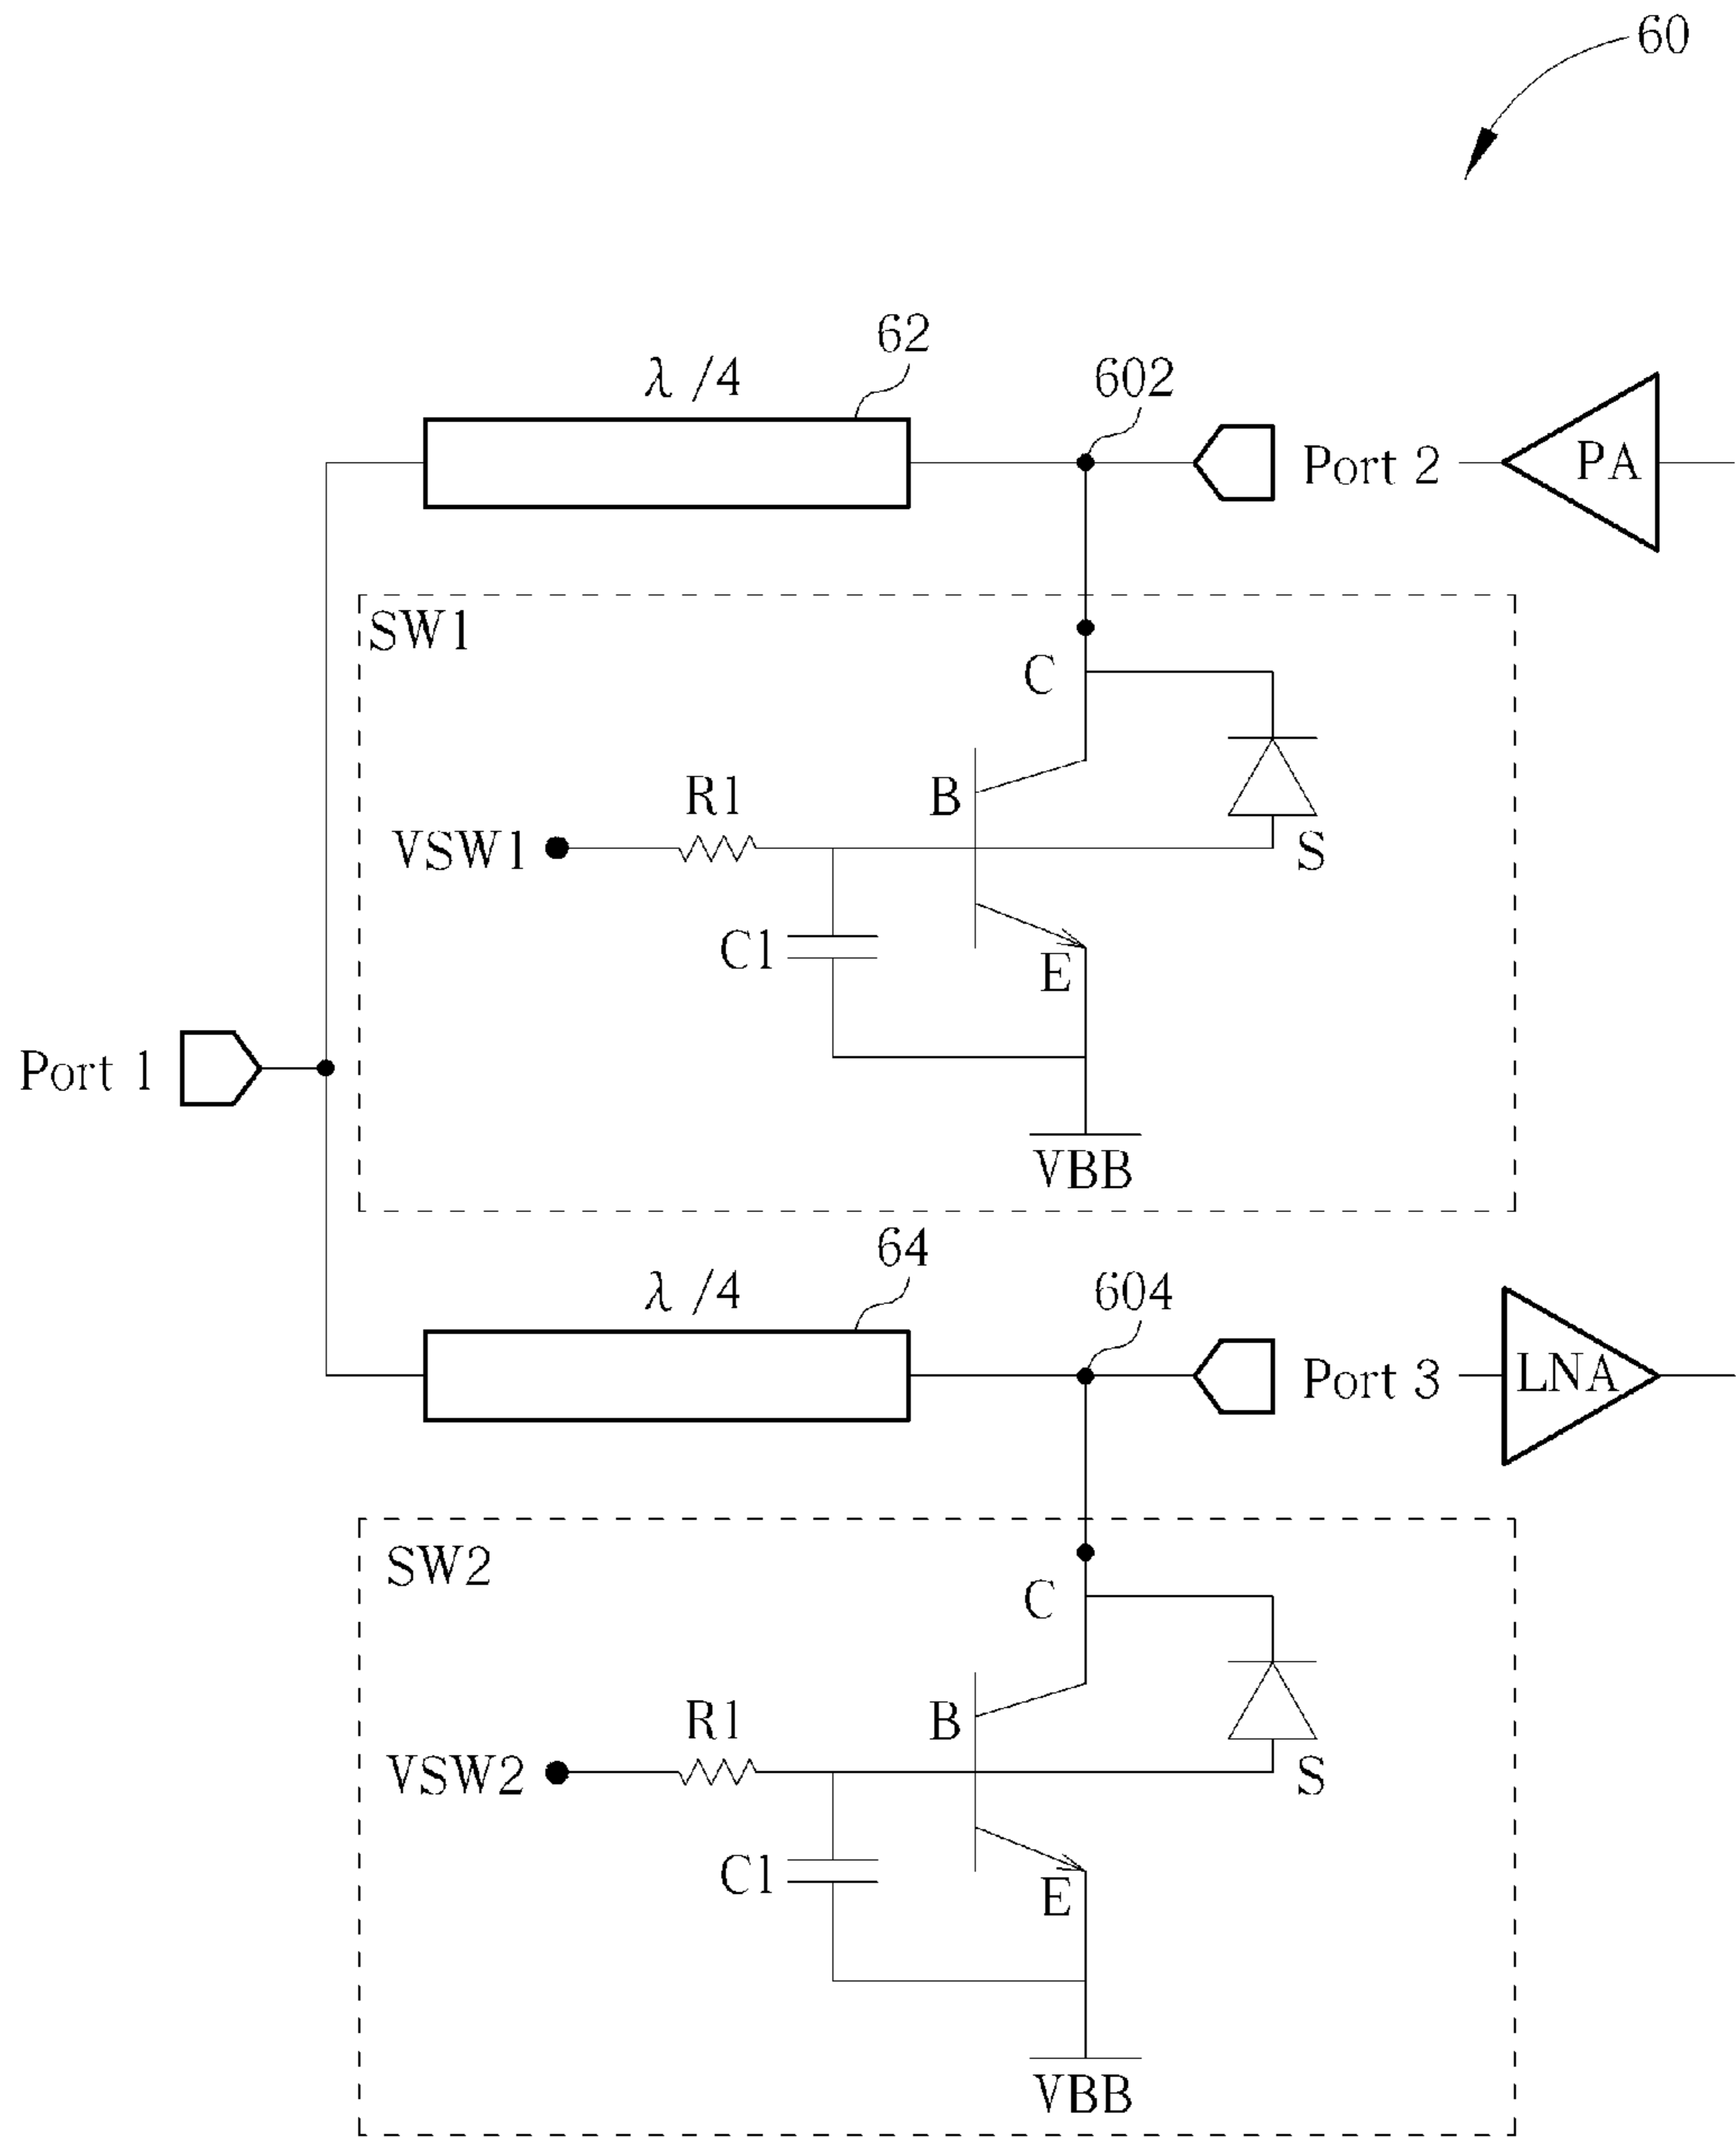 60
62
λ /4
602
Port 2
PA
SW1
C
B
R1
VSW1
S
C1
E
VBB
Port 1
64
λ /4
604
Port 3
LNA
SW2
C
B
R1
VSW2
S
C1
E
VBB